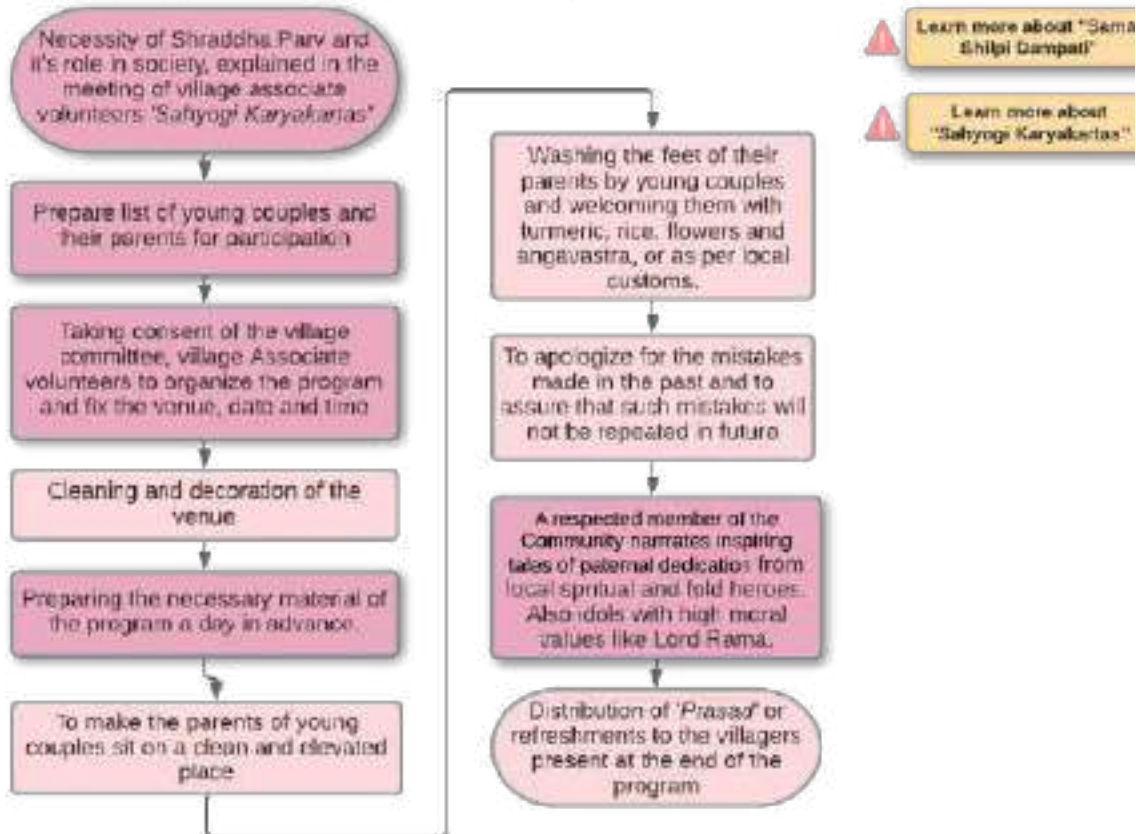 Necessity of Shraddha Parv and
it's role in society, explained in the
meeting of village associate
volunteers "Sahyogi Karyakartas"
Prepare list of young couples and
their parents for participation
Taking consent of the village
committee, village Associate
volunteers to organize the program
and fix the venue, date and time
Cleaning and decoration of the
venue
Preparing the necessary material of
the program a day in advance.
To make the parents of young
couples sit on a clean and elevated
place
Washing the feet of their
parents by young couples
and welcoming them with
turmeric, rice, flowers and
angavastra, or as per local
customs.
To apologize for the mistakes
made in the past and to
assure that such mistakes will
not be repeated in future
A respected member of the
Community narrates inspiring
tales of paternal dedication from
local spritual and fold heroes.
Also idols with high moral
values like Lord Rama.
Distribution of 'Prasad' or
refreshments to the villagers
present at the end of the
program
Learn more about "Sama
Shilpi Dampati"
Learn more about
"Sahyogi Karyakartas"